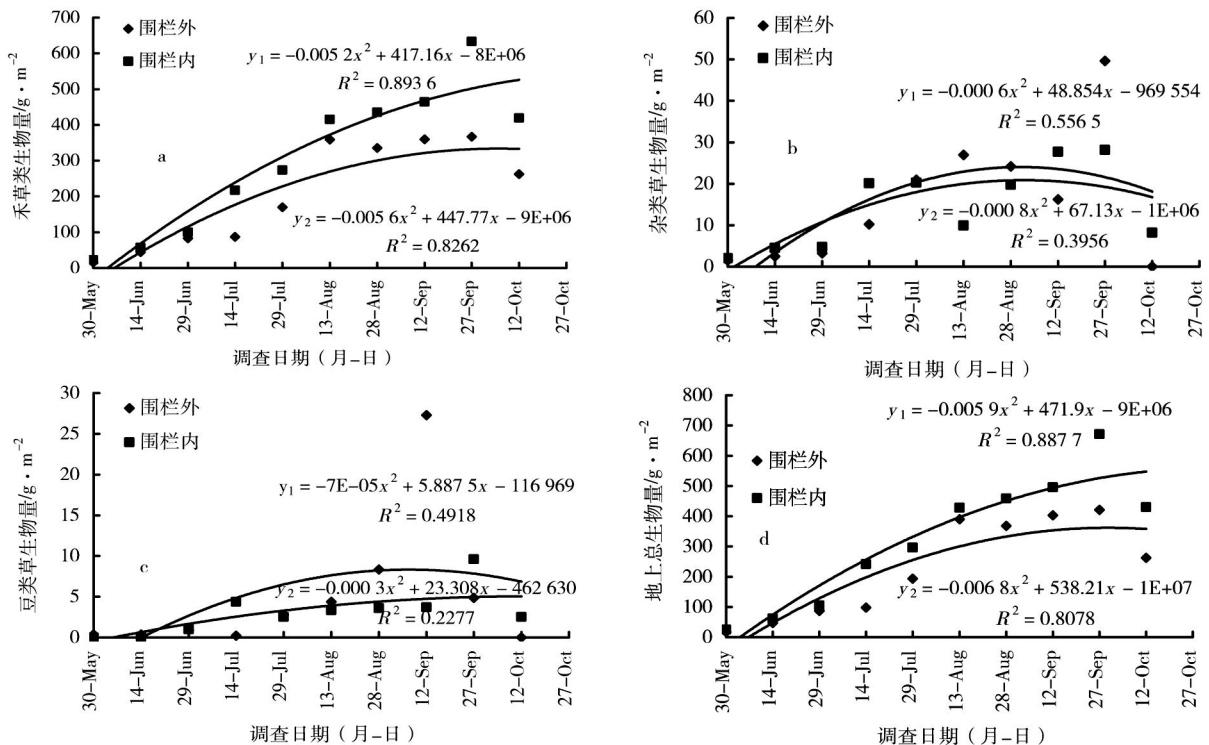 700
600
500
400
300
200
100
0
禾草类生物量/g·m⁻²
围栏外
围栏内
y₁ = −0.005 2x² + 417.16x − 8E+06
R² = 0.893 6
a
y₂ = −0.005 6x² + 447.77x − 9E+06
R² = 0.8262
30−May
14−Jun
29−Jun
14−Jul
29−Jul
13−Aug
28−Aug
12−Sep
27−Sep
12−Oct
27−Oct
调查日期（月–日）
60
50
40
30
20
10
0
杂类草生物量/g·m⁻²
围栏外
围栏内
y₁ = −0.000 6x² + 48.854x − 969 554
R² = 0.556 5
b
y₂ = −0.000 8x² + 67.13x − 1E+06
R² = 0.3956
30−May
14−Jun
29−Jun
14−Jul
29−Jul
13−Aug
28−Aug
12−Sep
27−Sep
12−Oct
27−Oct
调查日期（月–日）
30
25
20
15
10
5
0
豆类草生物量/g·m⁻²
围栏外
围栏内
y₁ = −7E−05x² + 5.887 5x − 116 969
R² = 0.4918
c
y₂ = −0.000 3x² + 23.308x − 462 630
R² = 0.2277
30−May
14−Jun
29−Jun
14−Jul
29−Jul
13−Aug
28−Aug
12−Sep
27−Sep
12−Oct
27−Oct
调查日期（月–日）
800
700
600
500
400
300
200
100
0
地上总生物量/g·m⁻²
y₁ = −0.005 9x² + 471.9x − 9E+06
R² = 0.887 7
围栏外
围栏内
d
y₂ = −0.006 8x² + 538.21x − 1E+07
R² = 0.8078
30−May
14−Jun
29−Jun
14−Jul
29−Jul
13−Aug
28−Aug
12−Sep
27−Sep
12−Oct
27−Oct
调查日期（月–日）